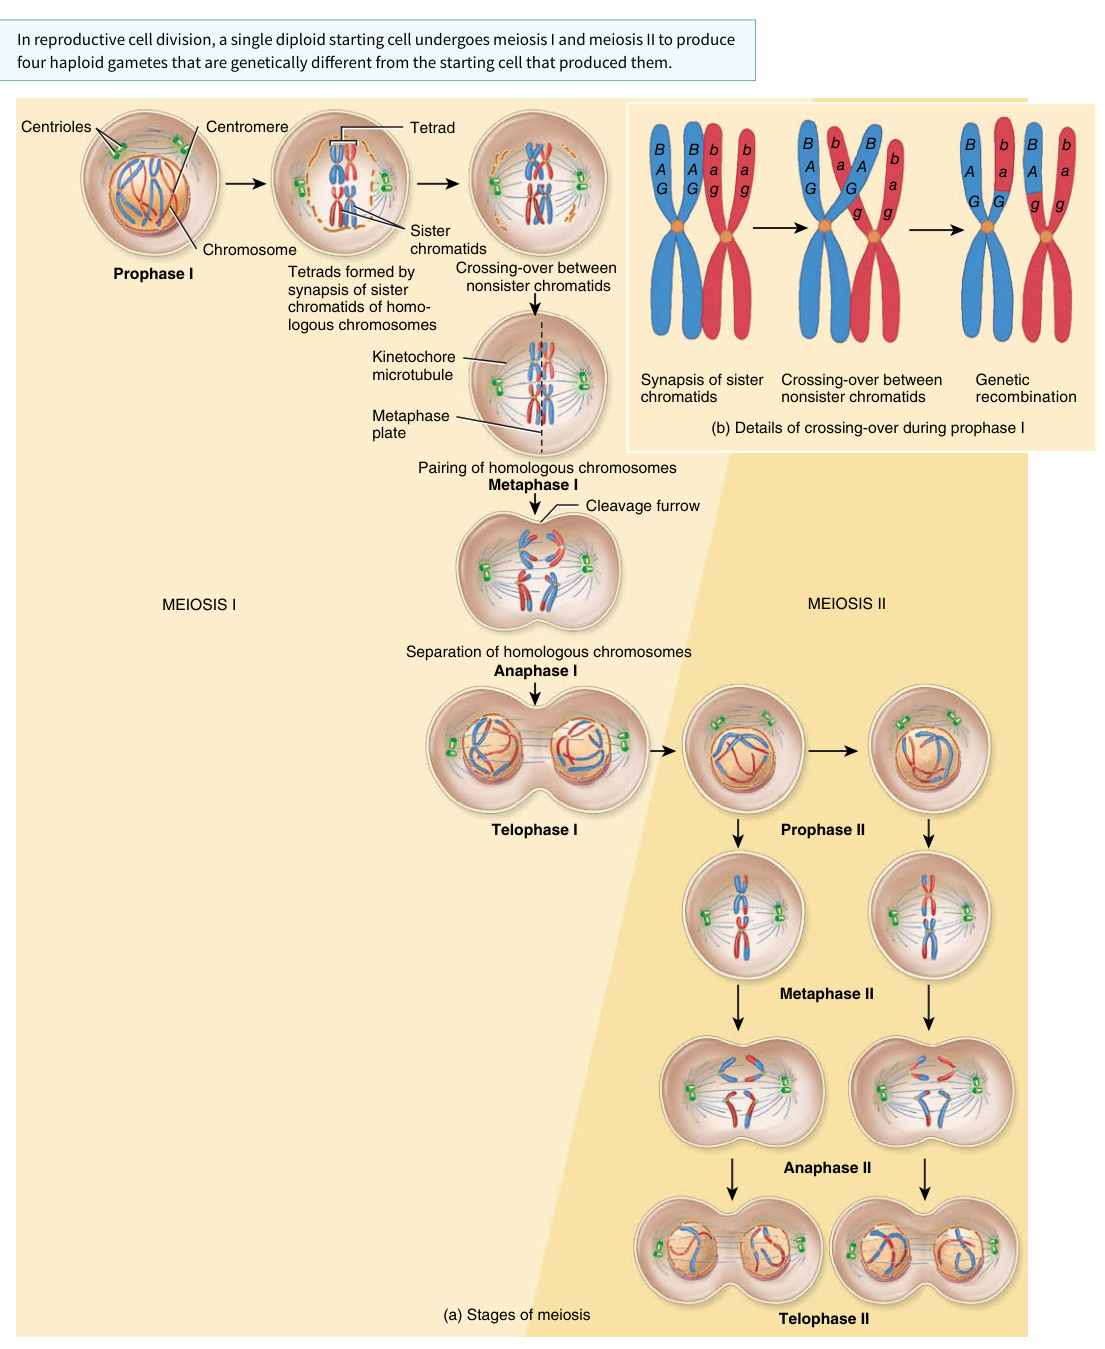 In reproductive cell division, a single diploid starting cell undergoes meiosis I and meiosis II to produce
four haploid gametes that are genetically different from the starting cell that produced them.
Centrioles
Centromere
Chromosome
Prophase I
Tetrad
Sister
chromatids
Tetrads formed by
synapsis of sister
chromatids of homo-
logous chromosomes
Crossing-over between
nonsister chromatids
B B b b
A A a a
G G g g
B b B b
A a A a
G G g g
B b B b
A a A a
G G g g
Synapsis of sister
chromatids
Crossing-over between
nonsister chromatids
Genetic
recombination
(b) Details of crossing-over during prophase I
Kinetochore
microtubule
Metaphase
plate
Pairing of homologous chromosomes
Metaphase I
Cleavage furrow
MEIOSIS I
MEIOSIS II
Separation of homologous chromosomes
Anaphase I
Telophase I
Prophase II
Metaphase II
Anaphase II
Telophase II
(a) Stages of meiosis